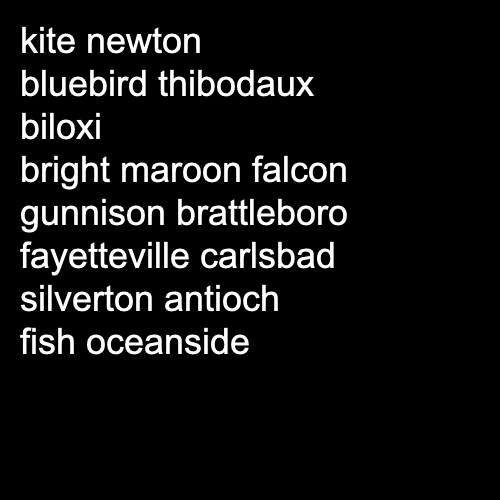 kite newton
bluebird thibodaux
biloxi
bright maroon falcon
gunnison brattleboro
fayetteville carlsbad
silverton antioch
fish oceanside